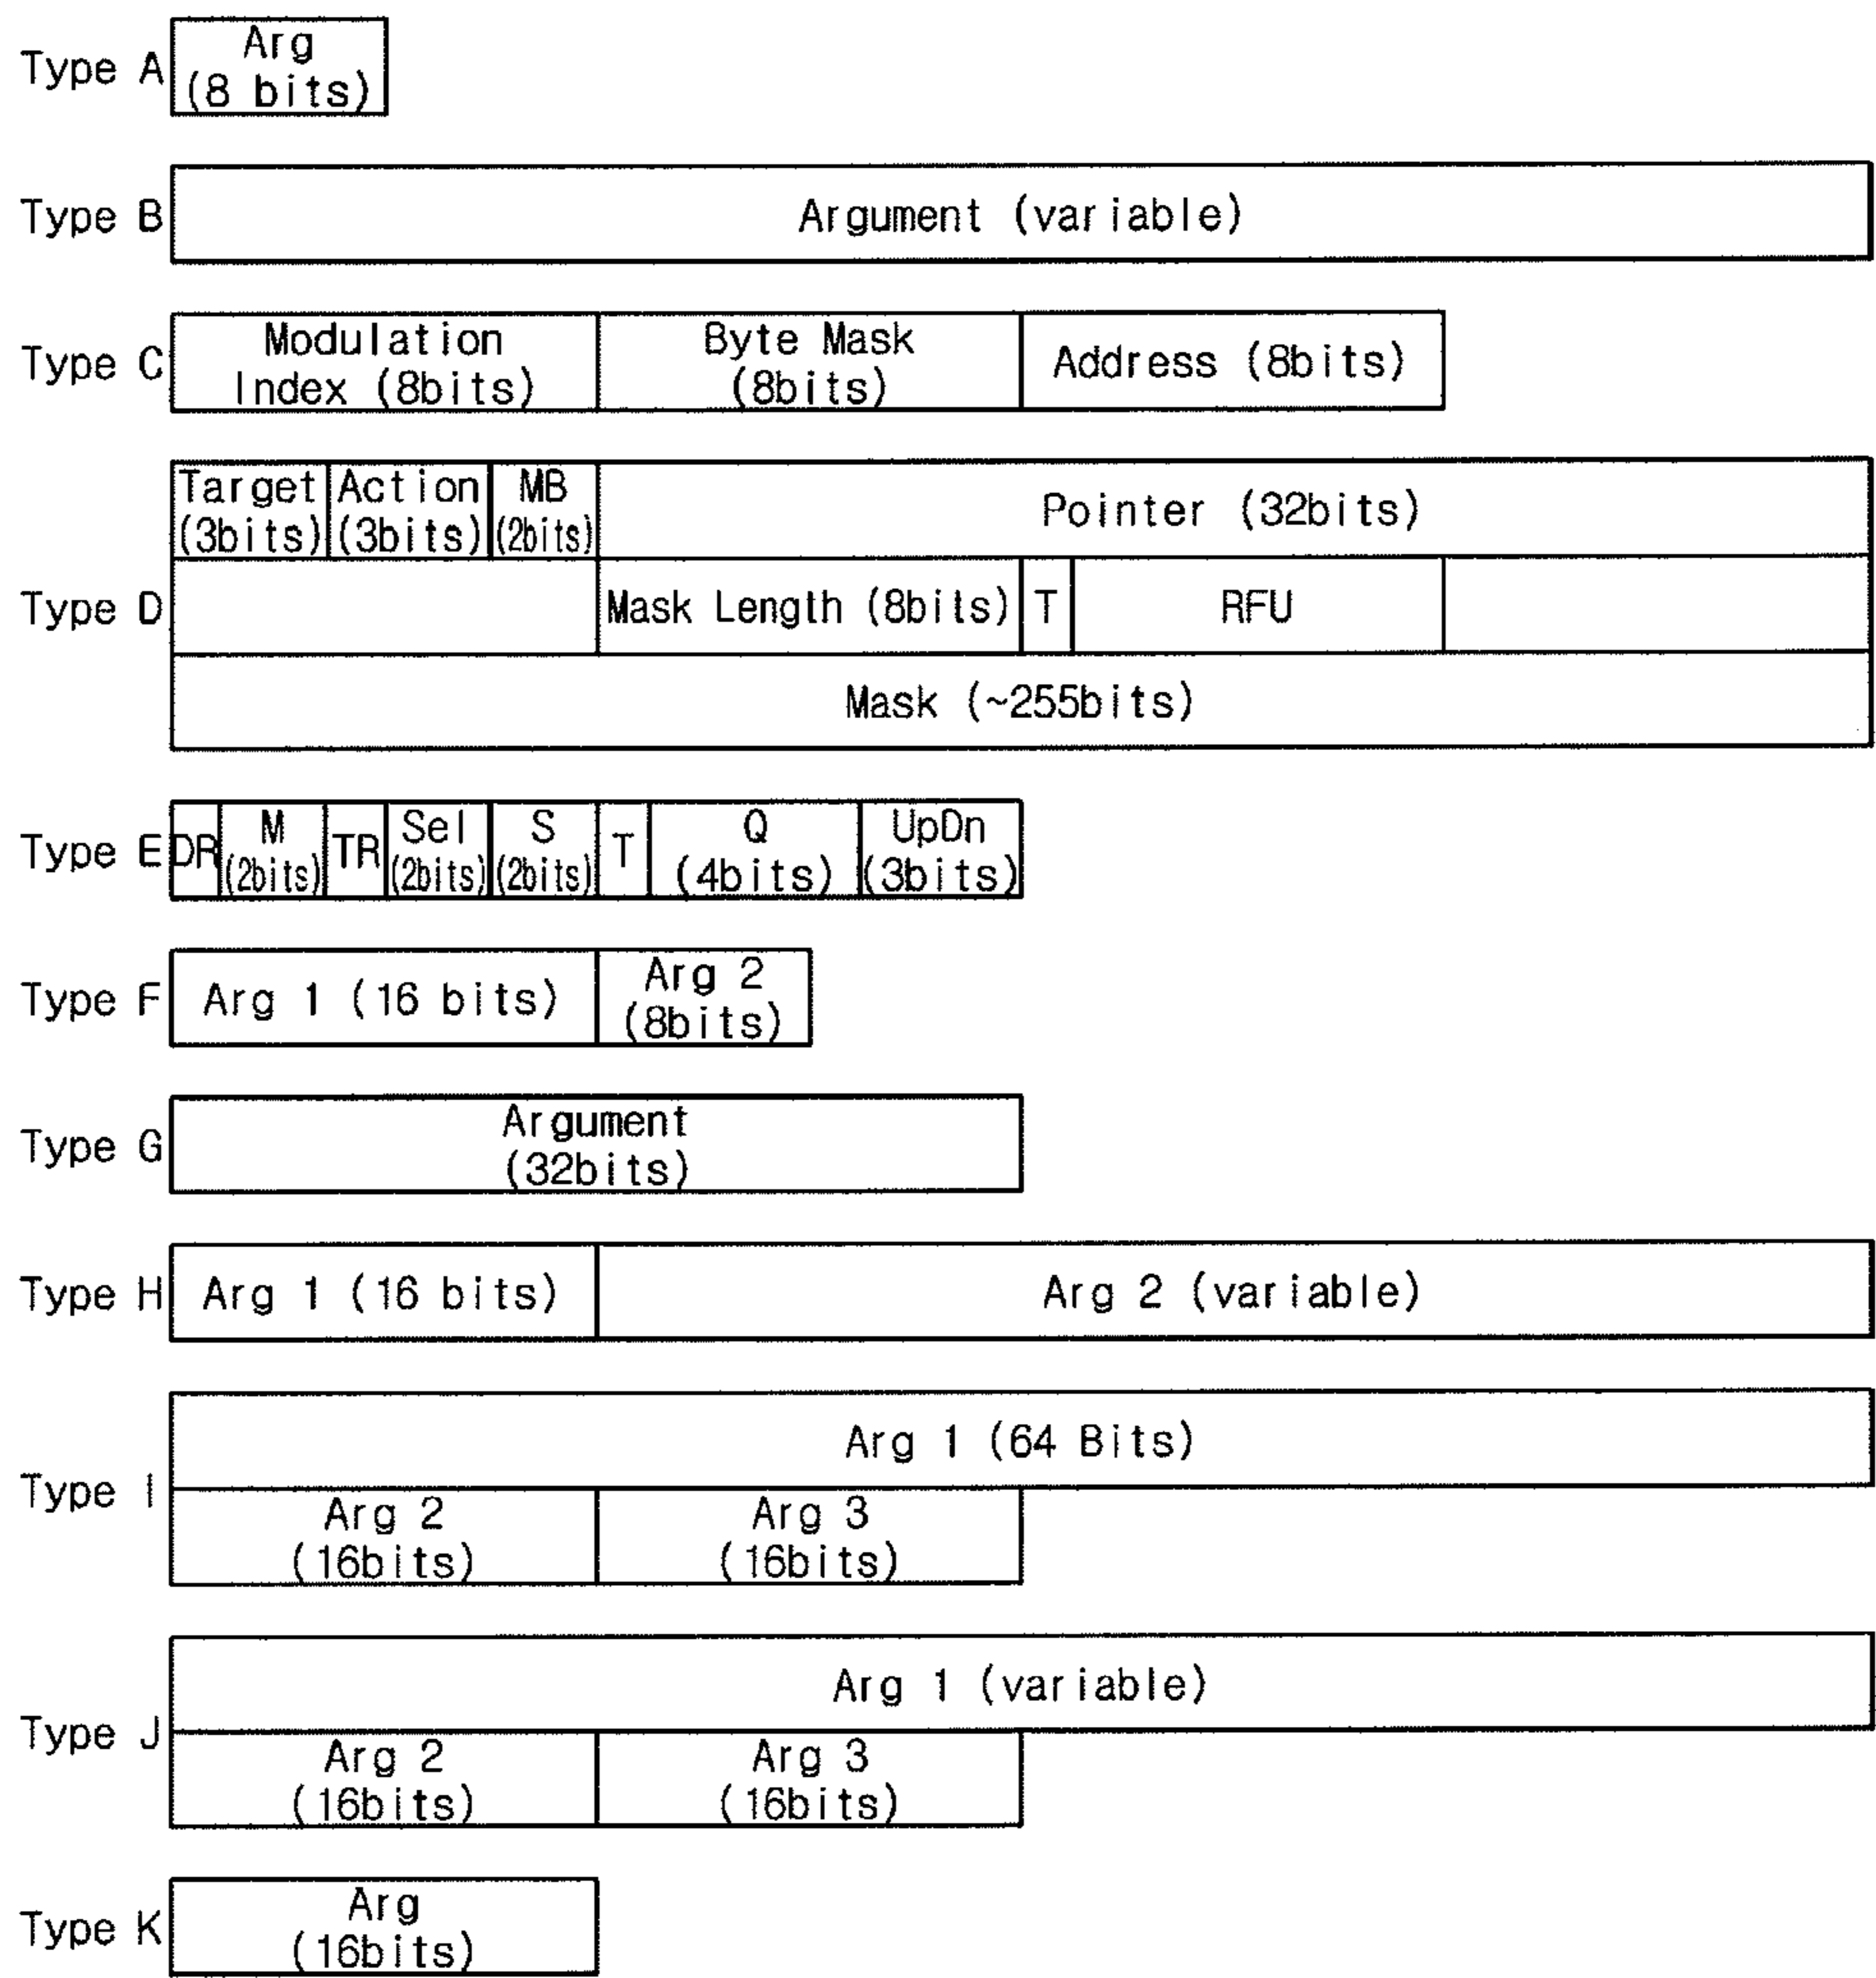 Type A
Arg
(8 bits)
Type B
Argument (variable)
Type C
Modulation
Index (8bits)
Byte Mask
(8bits)
Address (8bits)
Type D
Target
(3bits)
Action
(3bits)
MB
(2bits)
Pointer (32bits)
Mask Length (8bits)
T
RFU
Mask (~255bits)
Type E
DR
M
(2bits)
TR
Sel
(2bits)
S
(2bits)
T
Q
(4bits)
UpDn
(3bits)
Type F
Arg 1 (16 bits)
Arg 2
(8bits)
Type G
Argument
(32bits)
Type H
Arg 1 (16 bits)
Arg 2 (variable)
Type I
Arg 1 (64 Bits)
Arg 2
(16bits)
Arg 3
(16bits)
Type J
Arg 1 (variable)
Arg 2
(16bits)
Arg 3
(16bits)
Type K
Arg
(16bits)